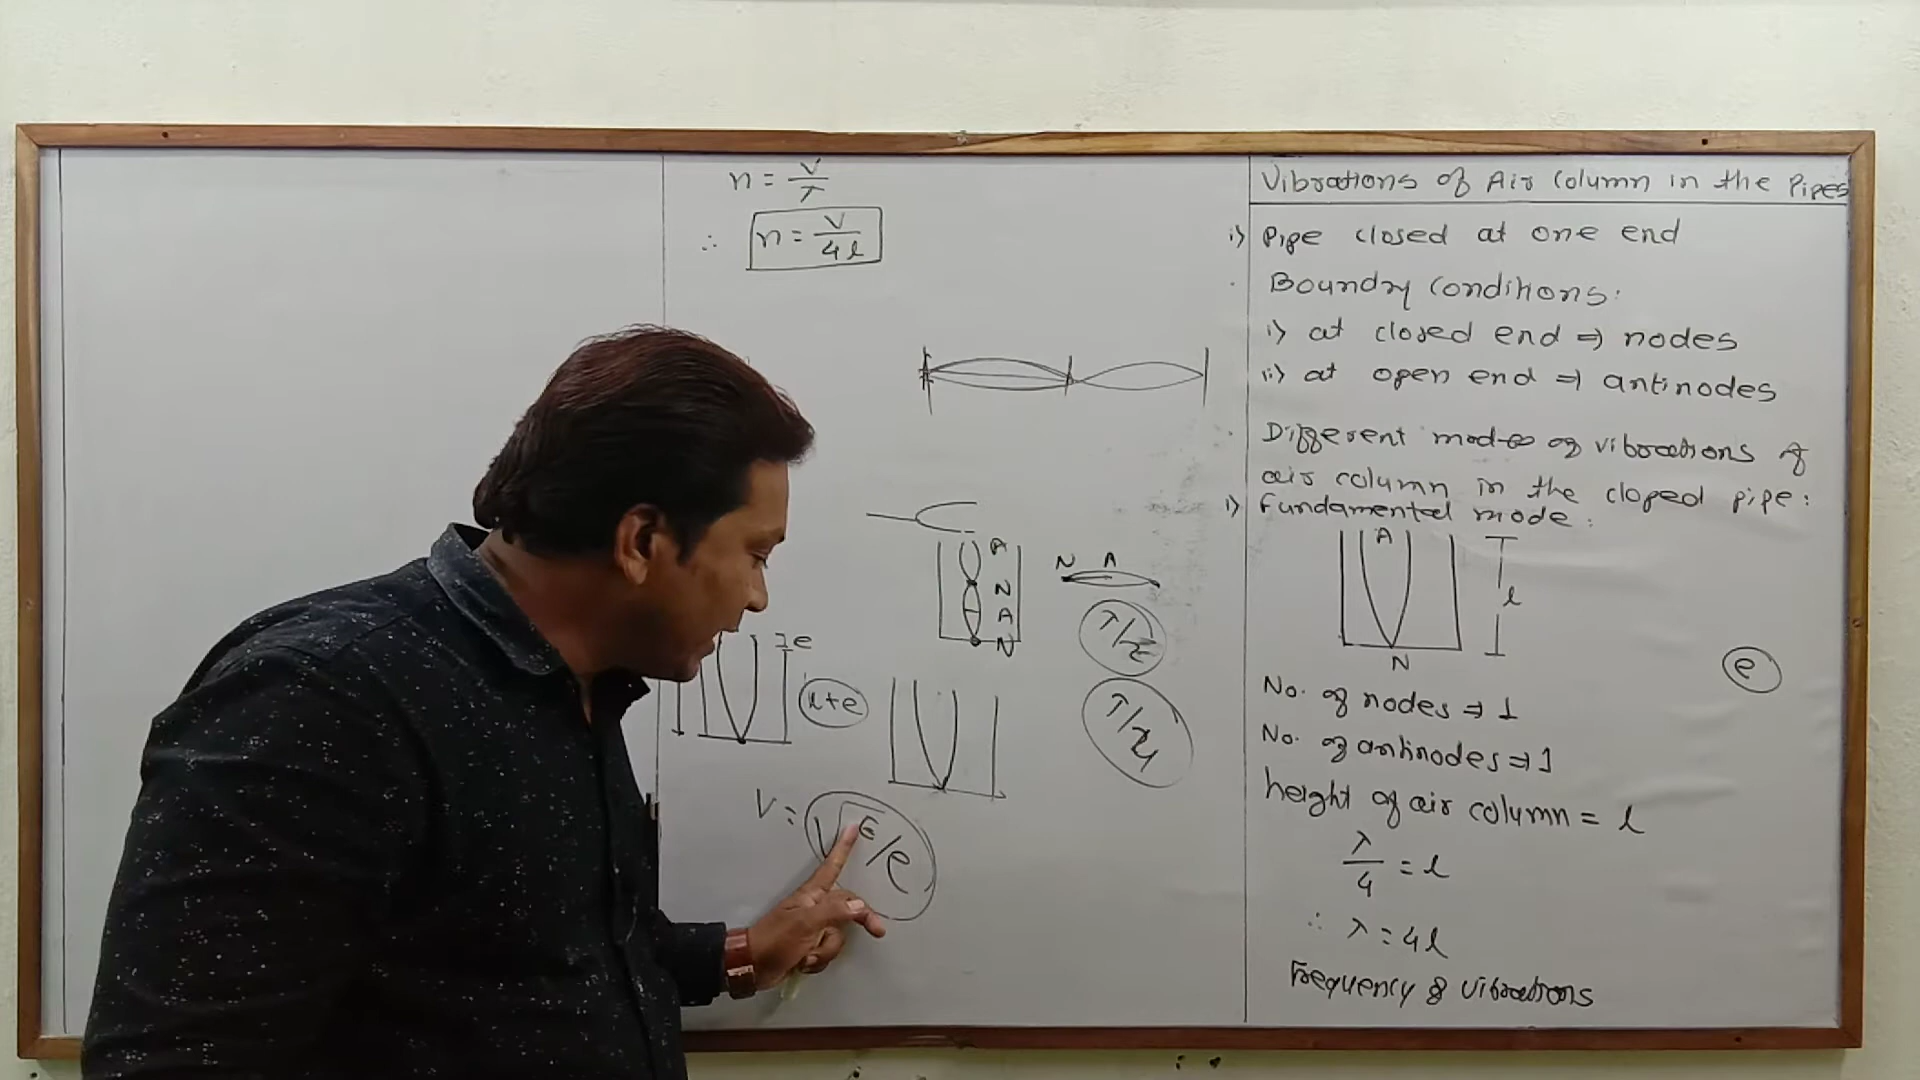 Vibrations of Air Column in the Pipes
i) Pipe closed at one end
Boundry Conditions:
i) at closed end ⇒ nodes
ii) at open end ⇒ antinodes
Different modes of vibrations of
air column in the closed pipe:
1) Fundamental mode:
A
l
N
No. of nodes ⇒ 1
No. of antinodes ⇒ 1
height of air column = l
λ/4 = l
∴ λ = 4l
Frequency of vibrations
e
n = v/λ
∴ n = v/4l
A
N
A
N
N A
λ/2
λ/4
e
l+e
V = √E/ρ